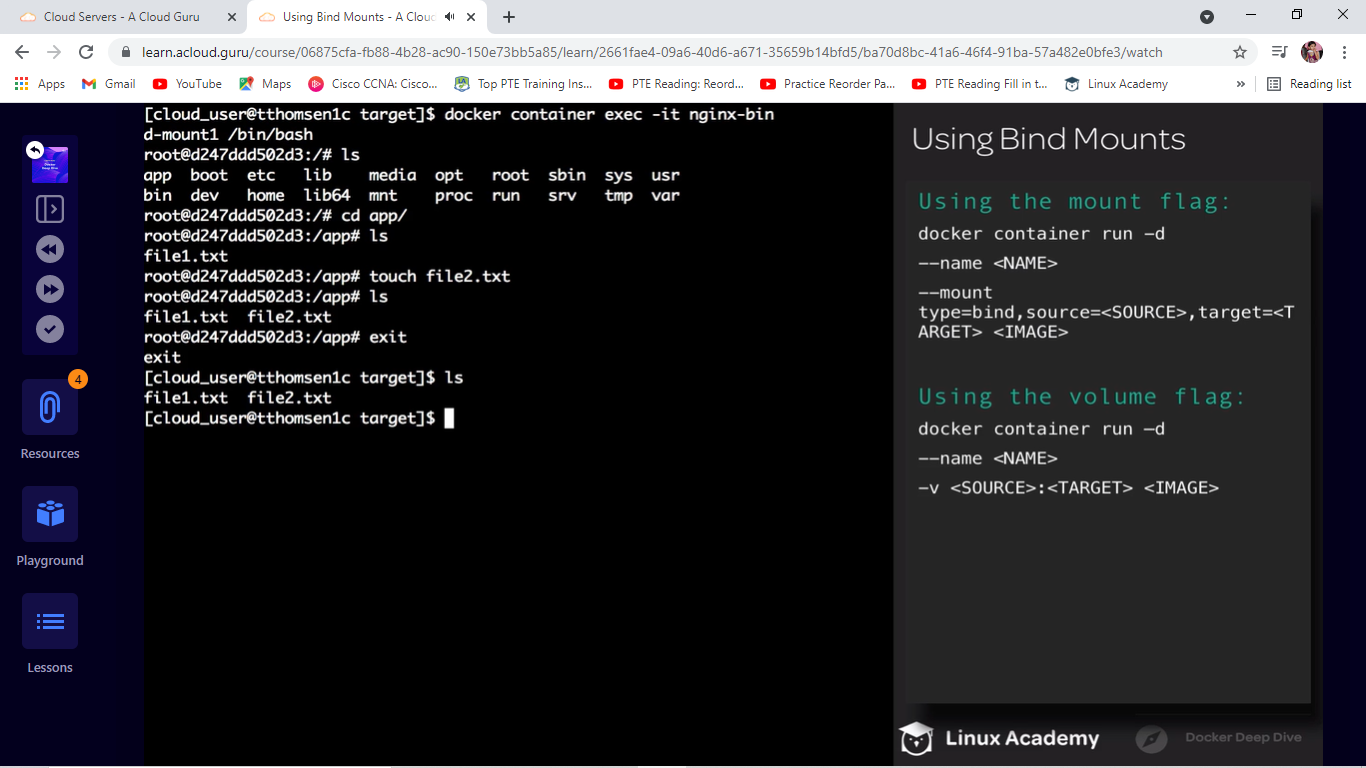 Cloud Servers - A Cloud Guru
Using Bind Mounts - A Clouc
learn.acloud.guru/course/06875cfa-fb88-4b28-ac90-150e73bb5a85/learn/2661fae4-09a6-40d6-a671-35659b14bfd5/ba70d8bc-41a6-46f4-91ba-57a482e0bfe3/watch
Apps Gmail YouTube Maps Cisco CCNA: Cisco... Top PTE Training Ins... PTE Reading: Reord... Practice Reorder Pa... PTE Reading Fill in t... Linux Academy » Reading list
4
Resources
Playground
Lessons
[cloud_user@tthomsen1c target]$ docker container exec -it nginx-bin
d-mount1 /bin/bash
root@d247ddd502d3:/# ls
app boot etc lib media opt root sbin sys usr
bin dev home lib64 mnt proc run srv tmp var
root@d247ddd502d3:/# cd app/
root@d247ddd502d3:/app# ls
file1.txt
root@d247ddd502d3:/app# touch file2.txt
root@d247ddd502d3:/app# ls
file1.txt file2.txt
root@d247ddd502d3:/app# exit
exit
[cloud_user@tthomsen1c target]$ ls
file1.txt file2.txt
[cloud_user@tthomsen1c target]$
Using Bind Mounts
Using the mount flag:
docker container run –d
--name <NAME>
--mount
type=bind,source=<SOURCE>,target=<T
ARGET> <IMAGE>
Using the volume flag:
docker container run –d
--name <NAME>
-v <SOURCE>:<TARGET> <IMAGE>
Linux Academy
Docker Deep Dive